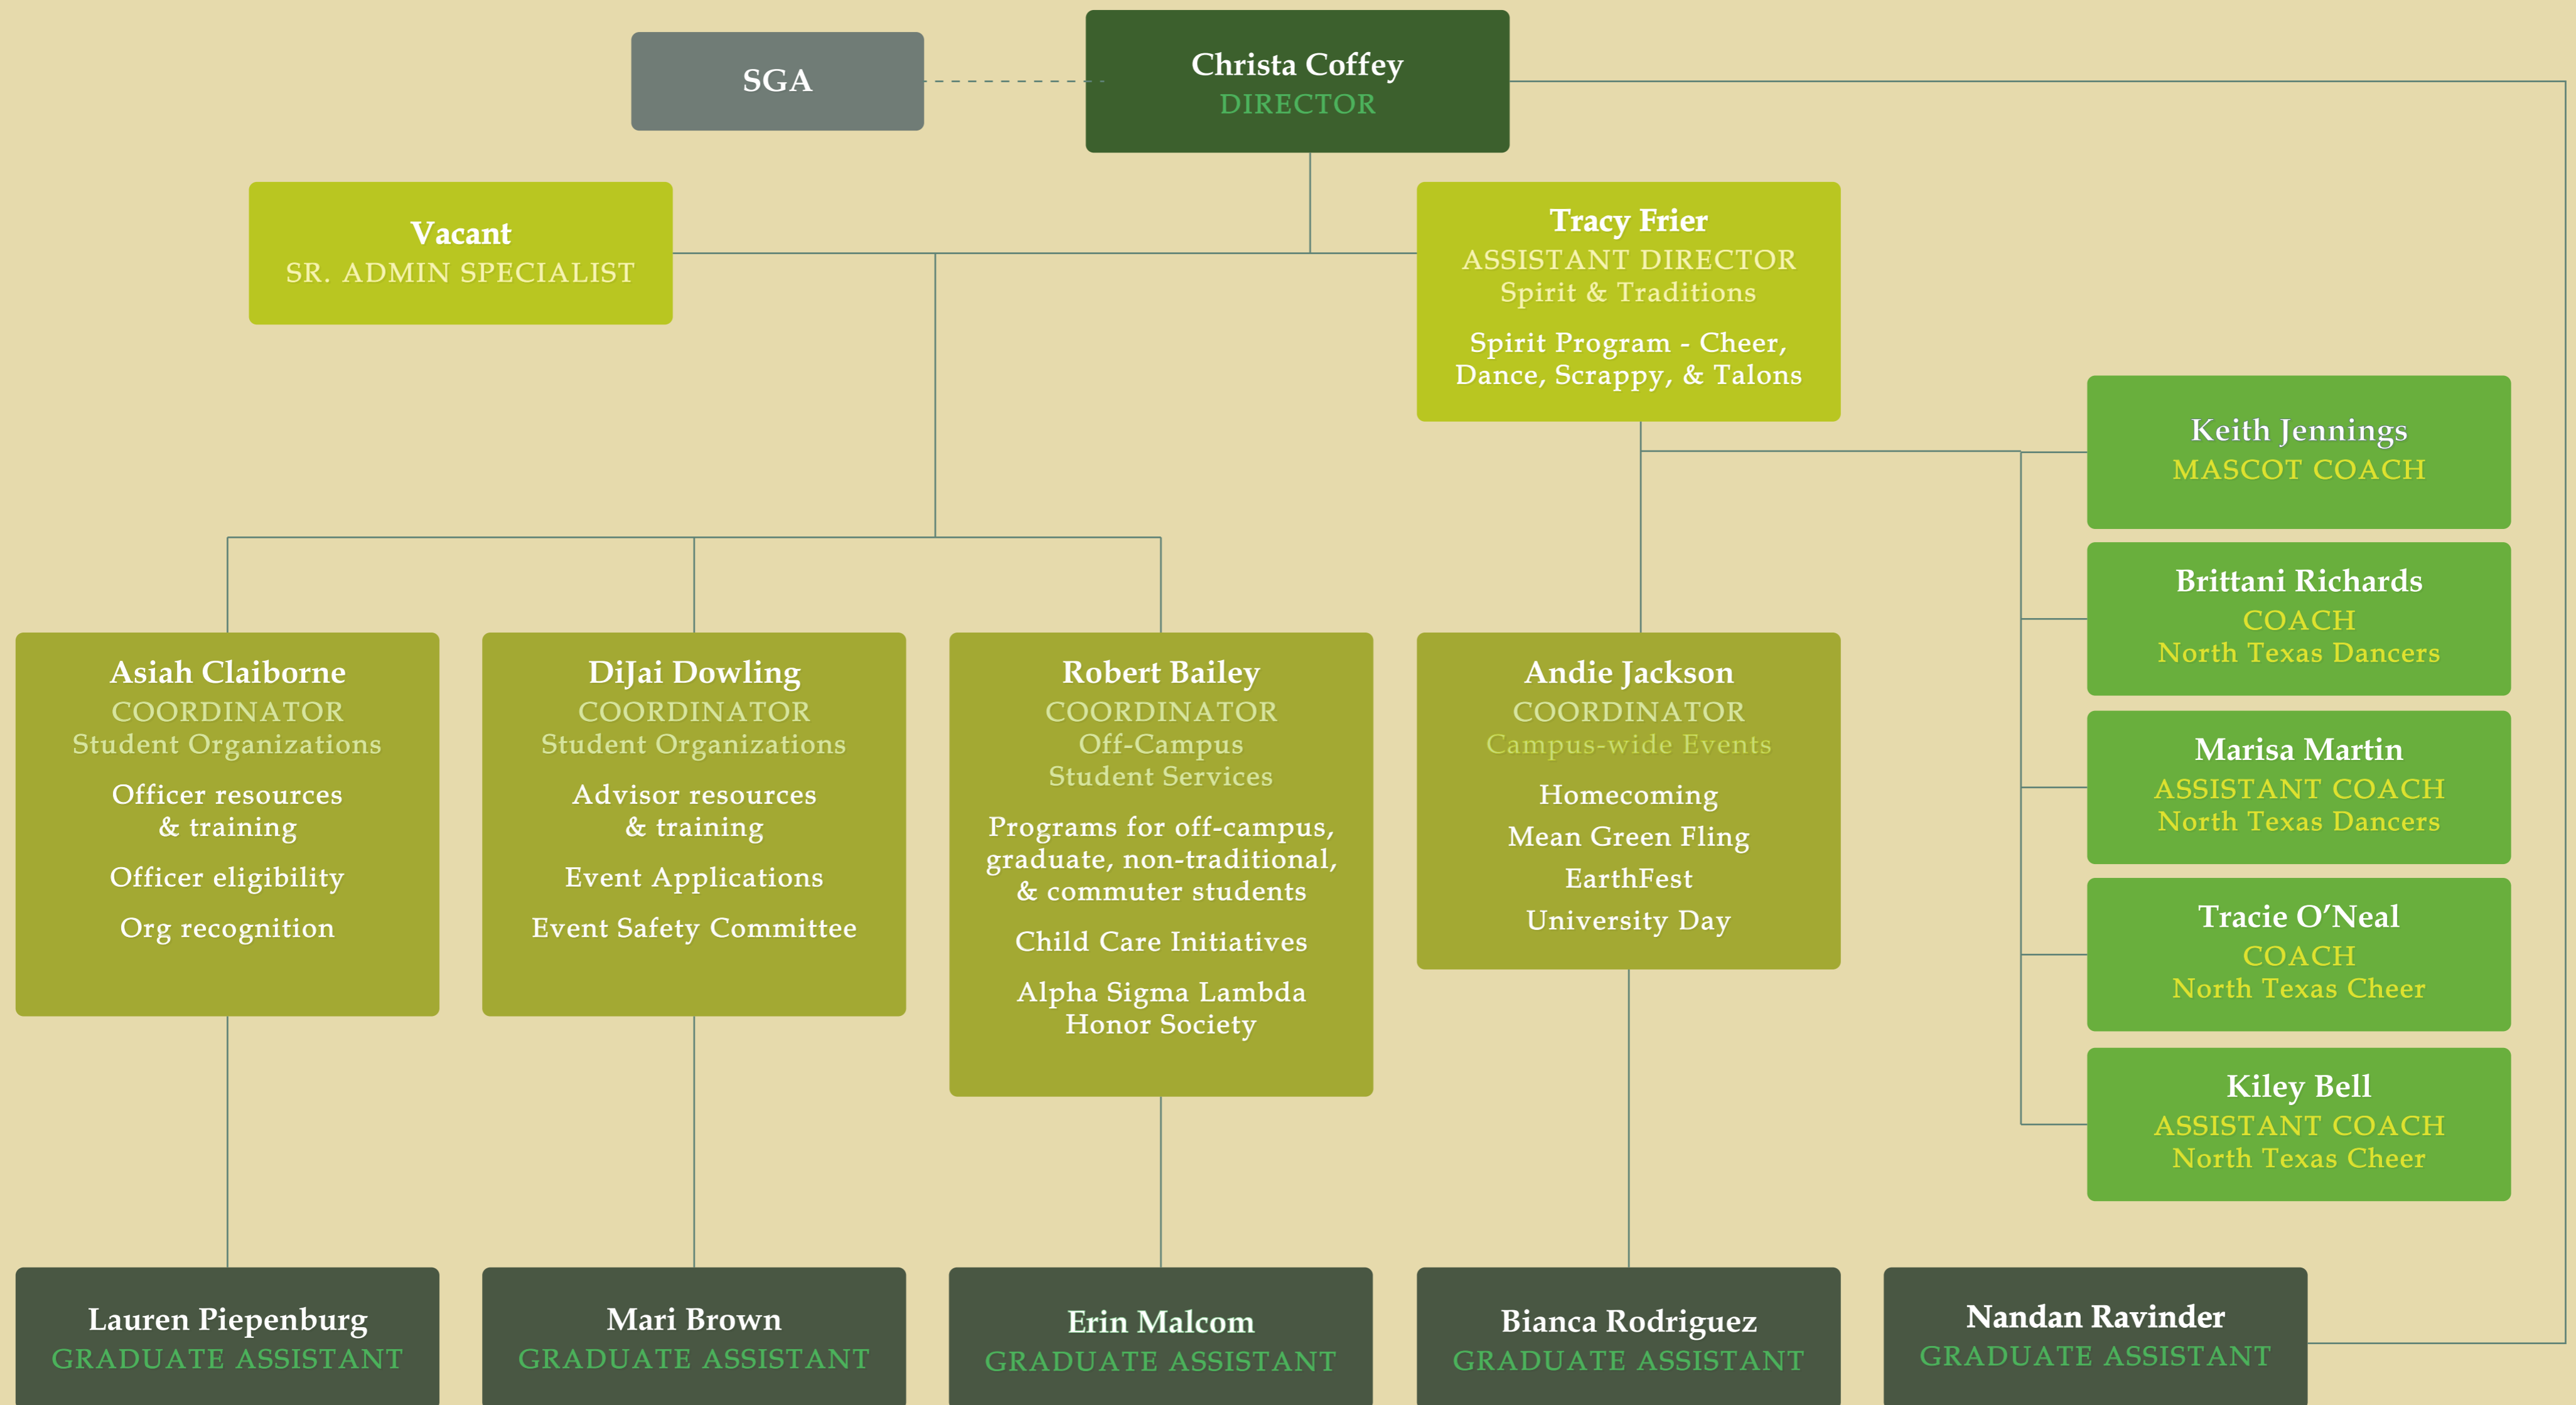 SGA
Christa Coffey
DIRECTOR
Vacant
SR. ADMIN SPECIALIST
Tracy Frier
ASSISTANT DIRECTOR
Spirit & Traditions
Spirit Program - Cheer,
Dance, Scrappy, & Talons
Keith Jennings
MASCOT COACH
Brittani Richards
COACH
North Texas Dancers
Marisa Martin
ASSISTANT COACH
North Texas Dancers
Tracie O’Neal
COACH
North Texas Cheer
Kiley Bell
ASSISTANT COACH
North Texas Cheer
Asiah Claiborne
COORDINATOR
Student Organizations
Officer resources
& training
Officer eligibility
Org recognition
DiJai Dowling
COORDINATOR
Student Organizations
Advisor resources
& training
Event Applications
Event Safety Committee
Robert Bailey
COORDINATOR
Off-Campus
Student Services
Programs for off-campus,
graduate, non-traditional,
& commuter students
Child Care Initiatives
Alpha Sigma Lambda
Honor Society
Andie Jackson
COORDINATOR
Campus-wide Events
Homecoming
Mean Green Fling
EarthFest
University Day
Lauren Piepenburg
GRADUATE ASSISTANT
Mari Brown
GRADUATE ASSISTANT
Erin Malcom
GRADUATE ASSISTANT
Bianca Rodriguez
GRADUATE ASSISTANT
Nandan Ravinder
GRADUATE ASSISTANT